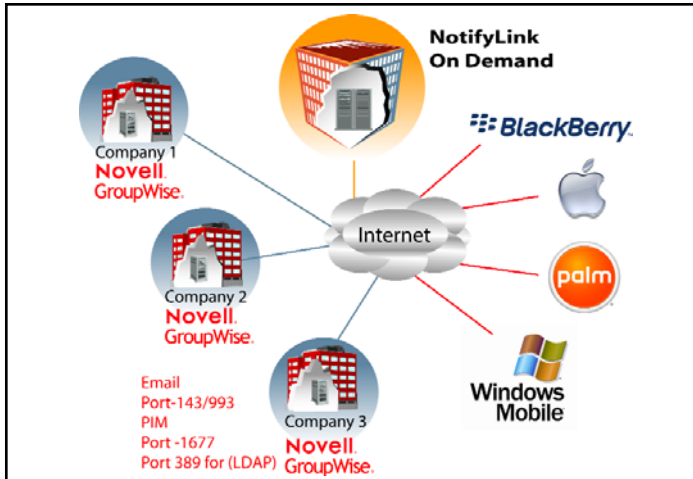 NotifyLink
On Demand
Company 1
Novell®
GroupWise®
BlackBerry™
Internet
Company 2
Novell®
GroupWise®
palm
Windows
Mobile®
Email
Port-143/993
PIM
Port -1677
Port 389 for (LDAP)
Company 3
Novell®
GroupWise®